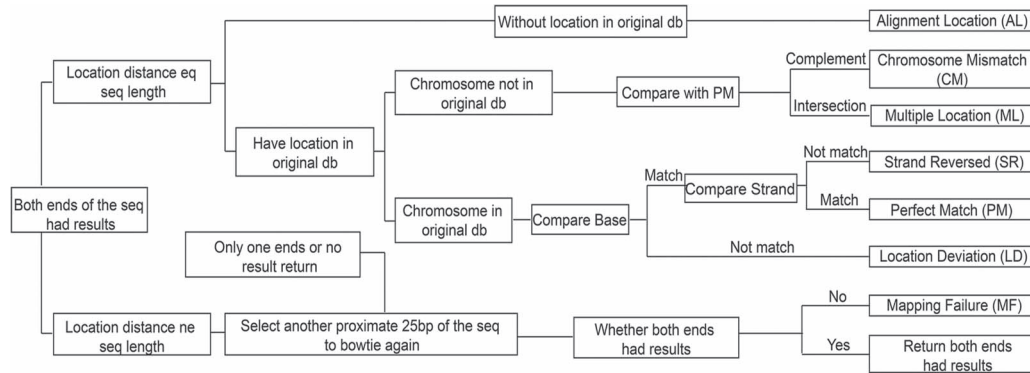 Without location in original db
Alignment Location (AL)
Location distance eq
seq length
Chromosome not in
original db
Compare with PM
Complement
Chromosome Mismatch
(CM)
Intersection
Multiple Location (ML)
Have location in
original db
Not match
Strand Reversed (SR)
Match
Compare Strand
Both ends of the seq
had results
Chromosome in
original db
Compare Base
Match
Perfect Match (PM)
Only one ends or no
result return
Not match
Location Deviation (LD)
Location distance ne
seq length
Select another proximate 25bp of the seq
to bowtie again
Whether both ends
had results
No
Mapping Failure (MF)
Yes
Return both ends
had results